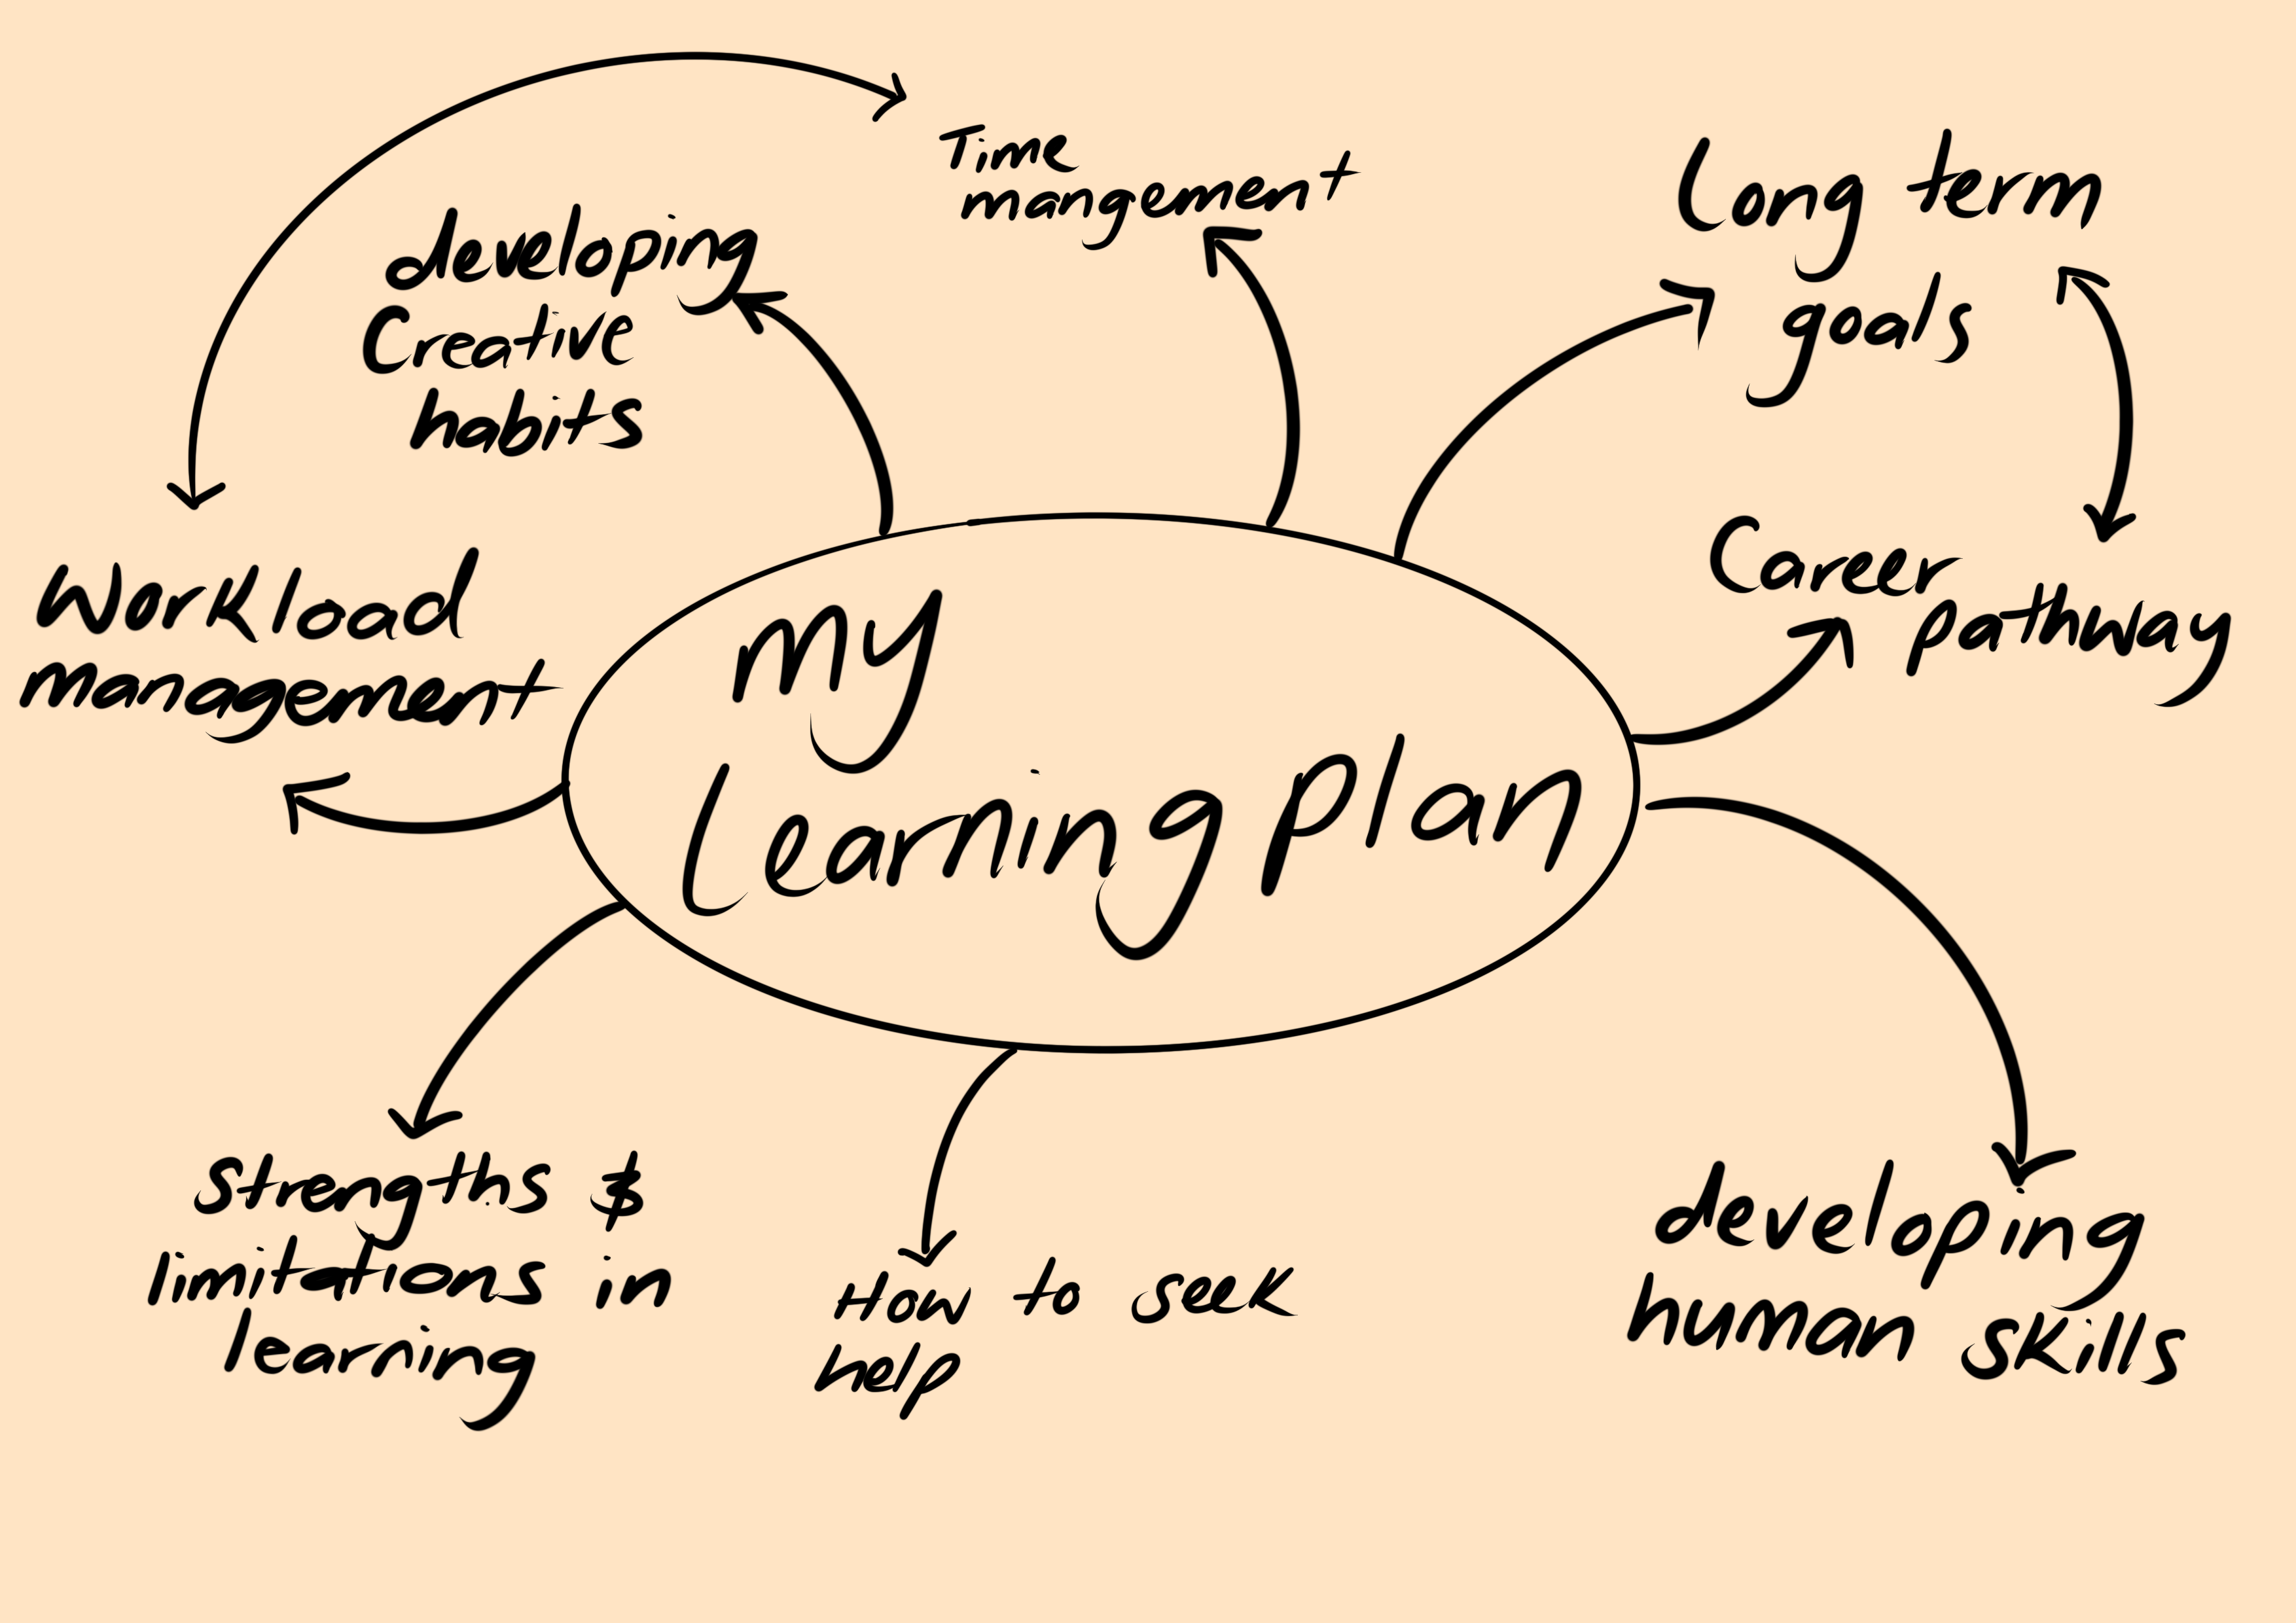 my
Learning plan
Time
mangement
Long term
goals
Career
pathway
developing
human skills
How to seek
help
Strengths &
limitations in
learning
Workload
management
developing
Creative
habits